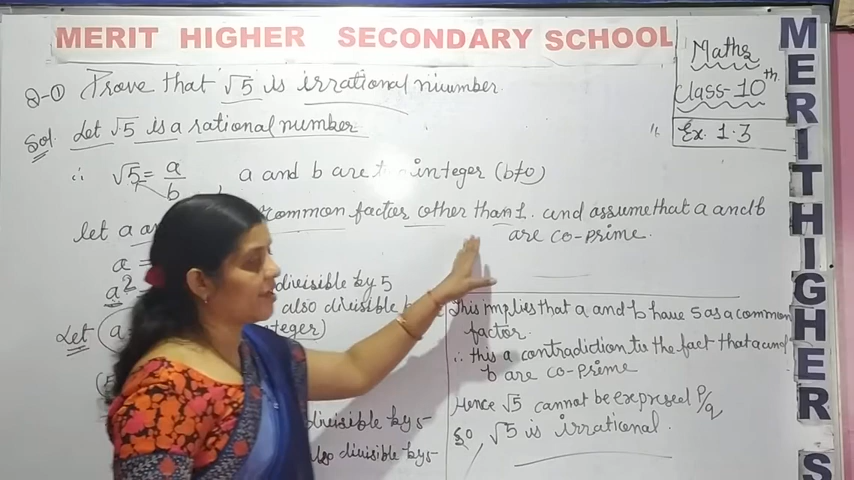 MERIT HIGHER SECONDARY SCHOOL
MERIT HIGHER S
Maths
Class-10th
Ex. 1.3
Q-① Prove that √5 is irrational number.
Sol. Let √5 is a rational number
∴ √5 = a/b a and b are integer (b≠0)
let a common factor other than 1. and assume that a and b
are co-prime.
a =
a² divisible by 5
also divisible
Let (a integer)
(5
divisible by 5
also divisible by 5
This implies that a and b have 5 as a common
factor.
∴ this a contradiction to the fact that a and
b are co-prime
Hence √5 cannot be expresed P/q
So √5 is irrational.